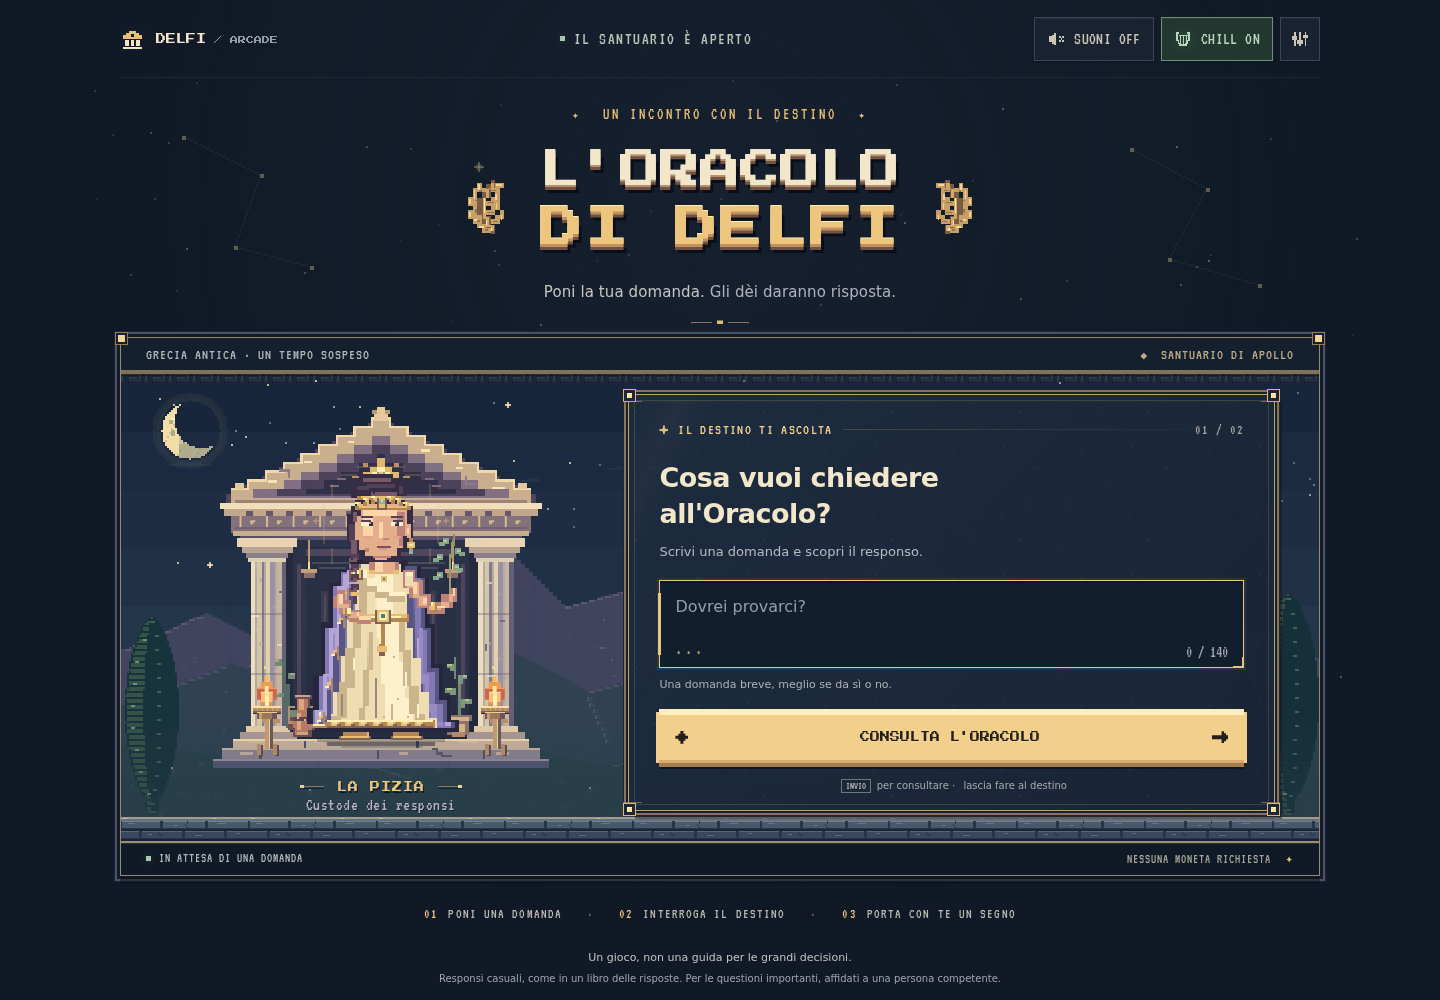 DELFI / ARCADE
IL SANTUARIO È APERTO
SUONI OFF
CHILL ON
UN INCONTRO CON IL DESTINO
L'ORACOLO
DI DELFI
Poni la tua domanda. Gli dèi daranno risposta.
GRECIA ANTICA · UN TEMPO SOSPESO
SANTUARIO DI APOLLO
IL DESTINO TI ASCOLTA
01 / 02
Cosa vuoi chiedere
all'Oracolo?
Scrivi una domanda e scopri il responso.
Dovrei provarci?
...
0 / 140
Una domanda breve, meglio se da sì o no.
CONSULTA L'ORACOLO
INVIO per consultare · lascia fare al destino
LA PIZIA
Custode dei responsi
IN ATTESA DI UNA DOMANDA
NESSUNA MONETA RICHIESTA
01 PONI UNA DOMANDA · 02 INTERROGA IL DESTINO · 03 PORTA CON TE UN SEGNO
Un gioco, non una guida per le grandi decisioni.
Responsi casuali, come in un libro delle risposte. Per le questioni importanti, affidati a una persona competente.